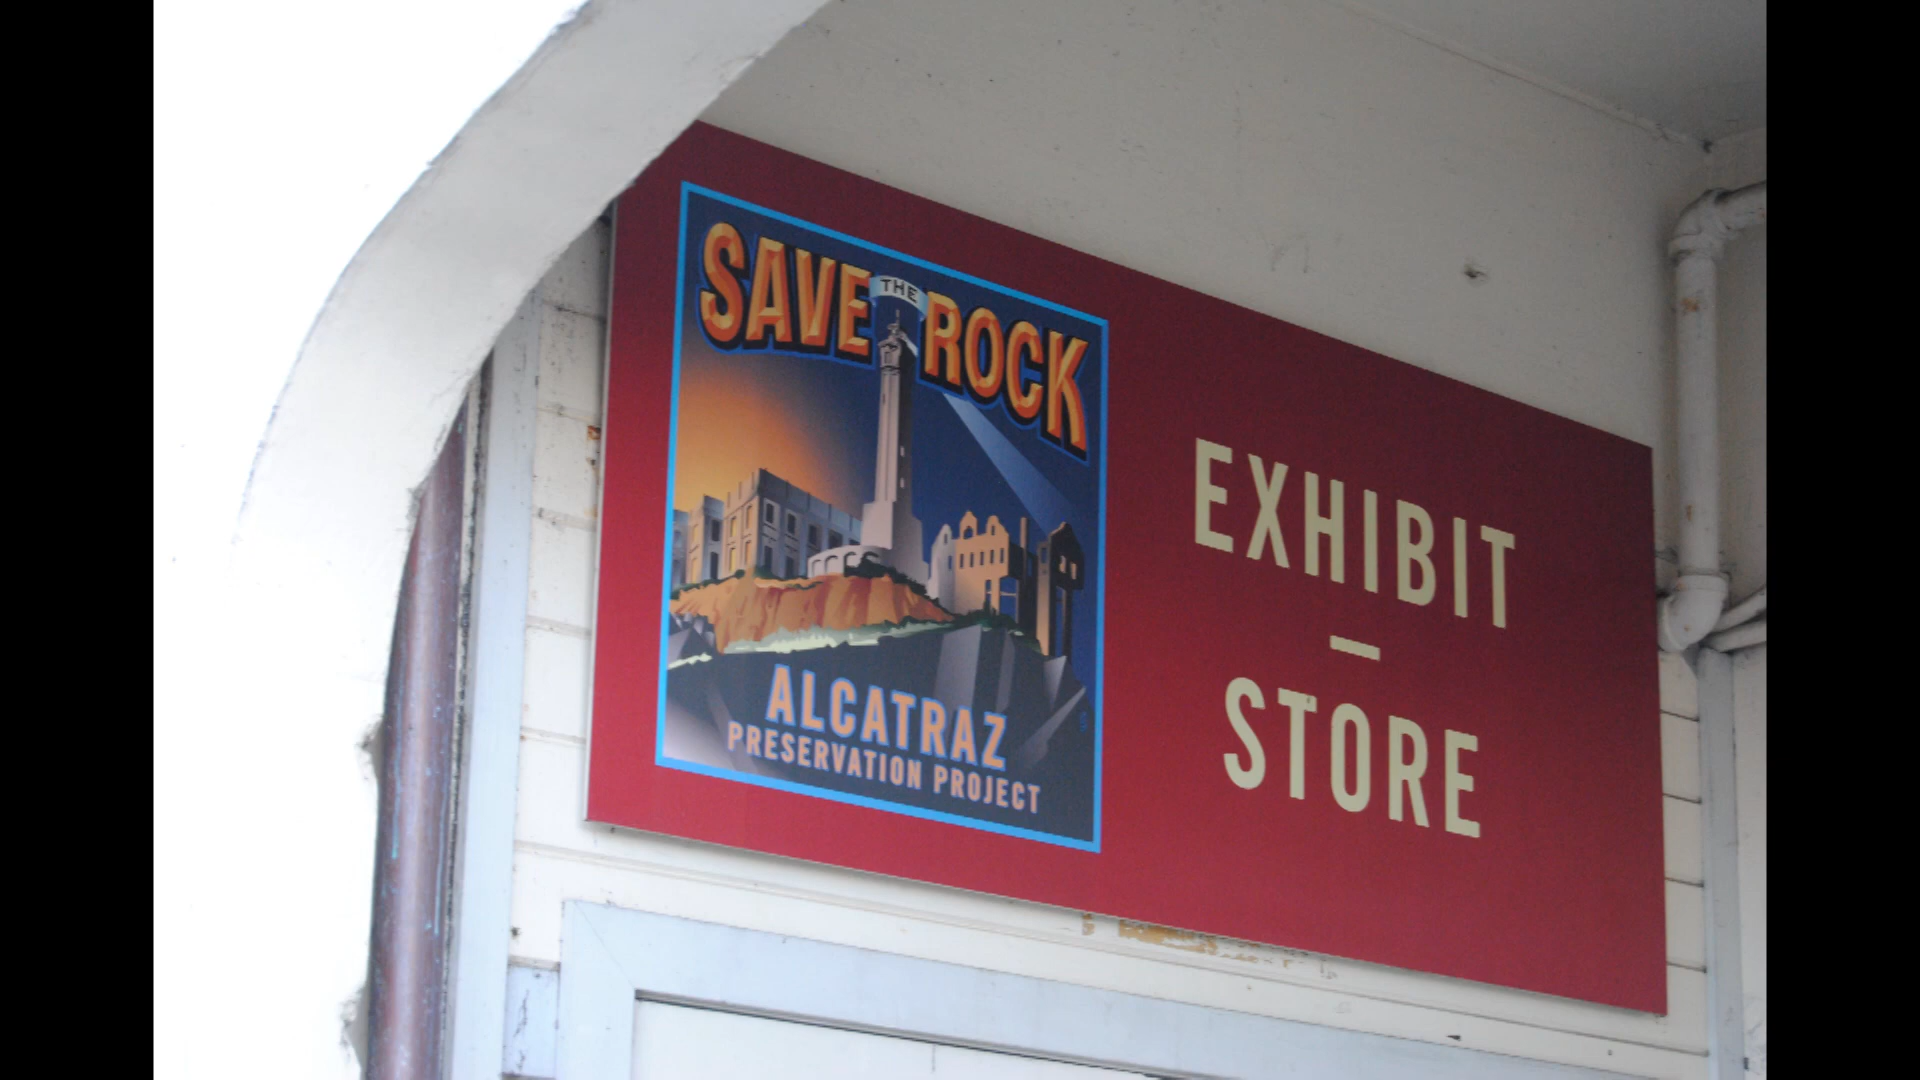 SAVE THE ROCK
ALCATRAZ
PRESERVATION PROJECT
EXHIBIT
–
STORE